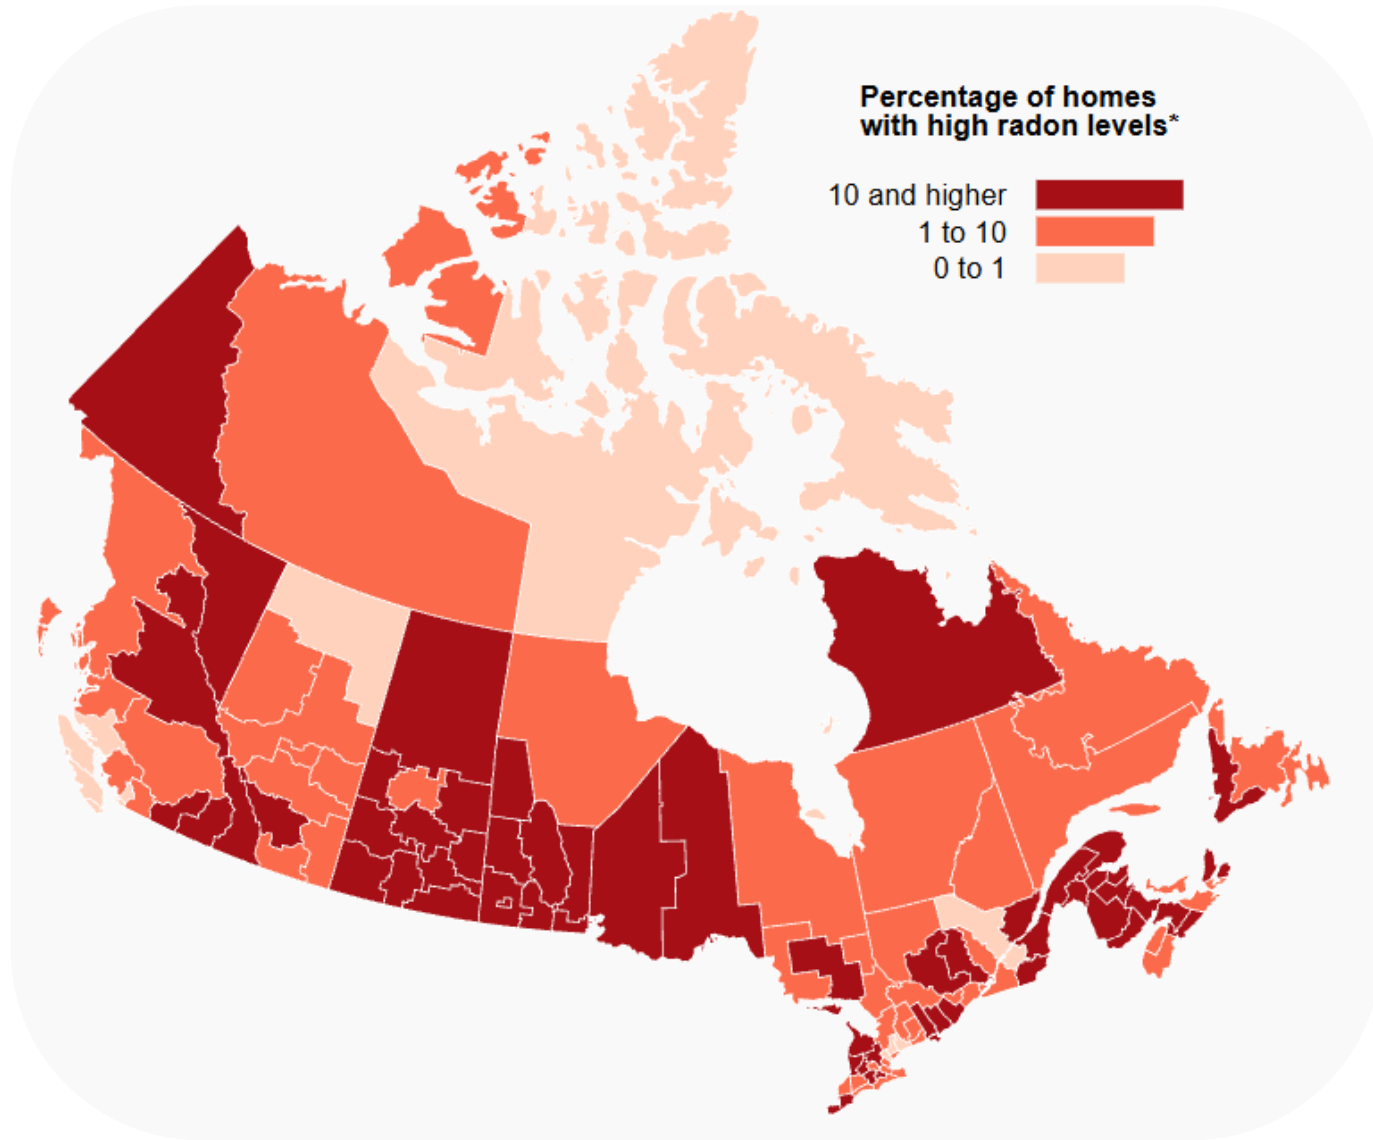 Percentage of homes
with high radon levels*
10 and higher
1 to 10
0 to 1